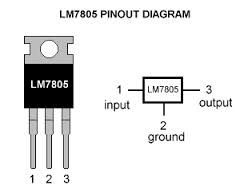 LM7805 PINOUT DIAGRAM
LM7805
1 2 3
1 LM7805 3
input output
2
ground